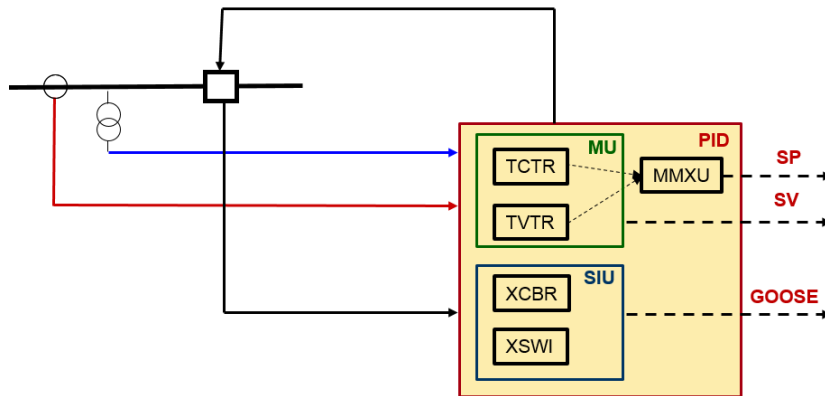 MU
PID
SP
TCTR
MMXU
SV
TVTR
SIU
XCBR
GOOSE
XSWI